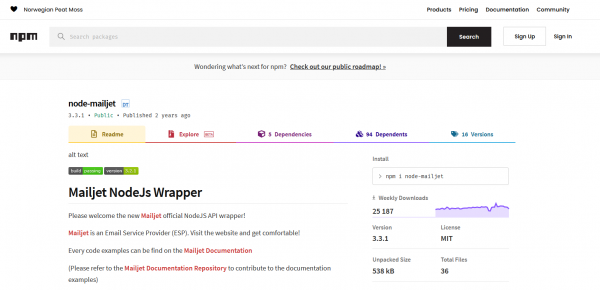 Norwegian Peat Moss
Products Pricing Documentation Community
npm Search packages Search Sign Up Sign In
Wondering what's next for npm? Check out our public roadmap! »
node-mailjet DT
3.3.1 • Public • Published 2 years ago
Readme Explore BETA 5 Dependencies 94 Dependents 16 Versions
alt text
build passing version
Mailjet NodeJs Wrapper
Please welcome the new Mailjet official NodeJS API wrapper!
Mailjet is an Email Service Provider (ESP). Visit the website and get comfortable!
Every code examples can be find on the Mailjet Documentation
(Please refer to the Mailjet Documentation Repository to contribute to the documentation
examples)
Install
> npm i node-mailjet
Weekly Downloads
25 187
Version License
3.3.1 MIT
Unpacked Size Total Files
538 kB 36